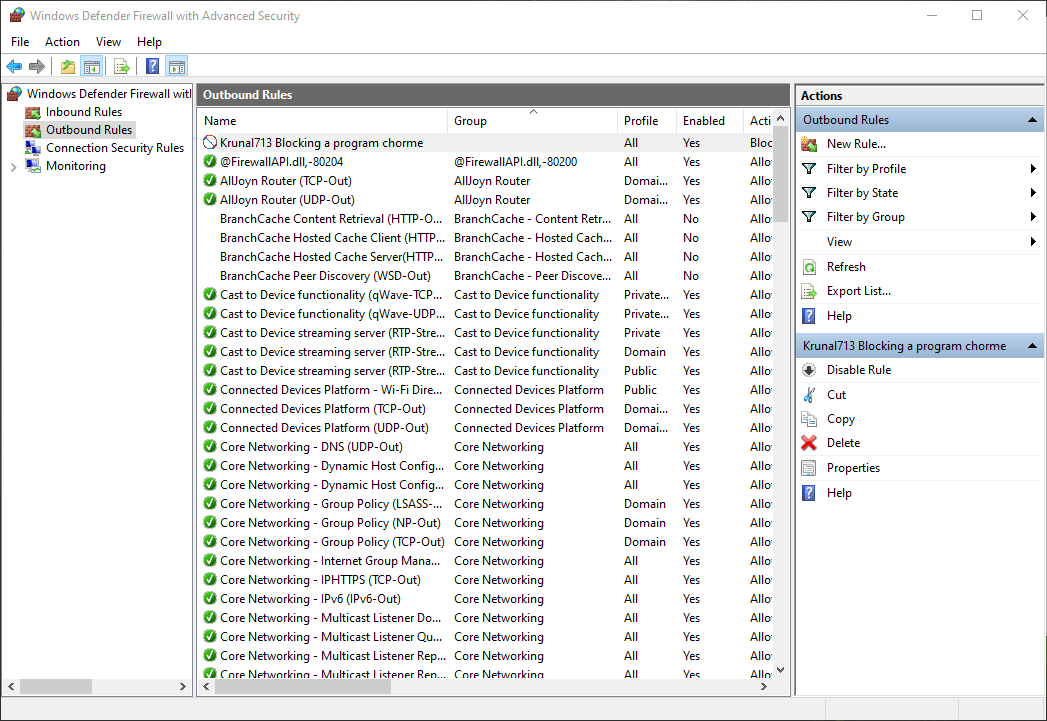 Windows Defender Firewall with Advanced Security
File Action View Help
Windows Defender Firewall wit
Inbound Rules
Outbound Rules
Connection Security Rules
Monitoring
Outbound Rules
Name Group Profile Enabled Acti
Krunal713 Blocking a program chorme All Yes Bloc
@FirewallAPI.dll,-80204 @FirewallAPI.dll,-80200 All Yes Allo
AllJoyn Router (TCP-Out) AllJoyn Router Domai... Yes Allo
AllJoyn Router (UDP-Out) AllJoyn Router Domai... Yes Allo
BranchCache Content Retrieval (HTTP-O... BranchCache - Content Retr... All No Allo
BranchCache Hosted Cache Client (HTTP... BranchCache - Hosted Cach... All No Allo
BranchCache Hosted Cache Server(HTTP... BranchCache - Hosted Cach... All No Allo
BranchCache Peer Discovery (WSD-Out) BranchCache - Peer Discove... All No Allo
Cast to Device functionality (qWave-TCP... Cast to Device functionality Private... Yes Allo
Cast to Device functionality (qWave-UDP... Cast to Device functionality Private... Yes Allo
Cast to Device streaming server (RTP-Stre... Cast to Device functionality Private Yes Allo
Cast to Device streaming server (RTP-Stre... Cast to Device functionality Domain Yes Allo
Cast to Device streaming server (RTP-Stre... Cast to Device functionality Public Yes Allo
Connected Devices Platform - Wi-Fi Dire... Connected Devices Platform Public Yes Allo
Connected Devices Platform (TCP-Out) Connected Devices Platform Domai... Yes Allo
Connected Devices Platform (UDP-Out) Connected Devices Platform Domai... Yes Allo
Core Networking - DNS (UDP-Out) Core Networking All Yes Allo
Core Networking - Dynamic Host Config... Core Networking All Yes Allo
Core Networking - Dynamic Host Config... Core Networking All Yes Allo
Core Networking - Group Policy (LSASS-... Core Networking Domain Yes Allo
Core Networking - Group Policy (NP-Out) Core Networking Domain Yes Allo
Core Networking - Group Policy (TCP-Out) Core Networking Domain Yes Allo
Core Networking - Internet Group Mana... Core Networking All Yes Allo
Core Networking - IPHTTPS (TCP-Out) Core Networking All Yes Allo
Core Networking - IPv6 (IPv6-Out) Core Networking All Yes Allo
Core Networking - Multicast Listener Do... Core Networking All Yes Allo
Core Networking - Multicast Listener Qu... Core Networking All Yes Allo
Core Networking - Multicast Listener Rep... Core Networking All Yes Allo
Core Networking - Multicast Listener Rep... Core Networking All Yes Allo
Actions
Outbound Rules
New Rule...
Filter by Profile
Filter by State
Filter by Group
View
Refresh
Export List...
Help
Krunal713 Blocking a program chorme
Disable Rule
Cut
Copy
Delete
Properties
Help